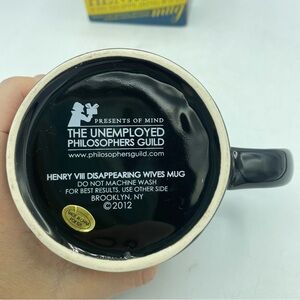 PRESENTS OF MIND
THE UNEMPLOYED
PHILOSOPHERS GUILD
www.philosophersguild.com
HENRY VIII DISAPPEARING WIVES MUG
DO NOT MACHINE WASH
FOR BEST RESULTS, USE OTHER SIDE
BROOKLYN, NY
©2012